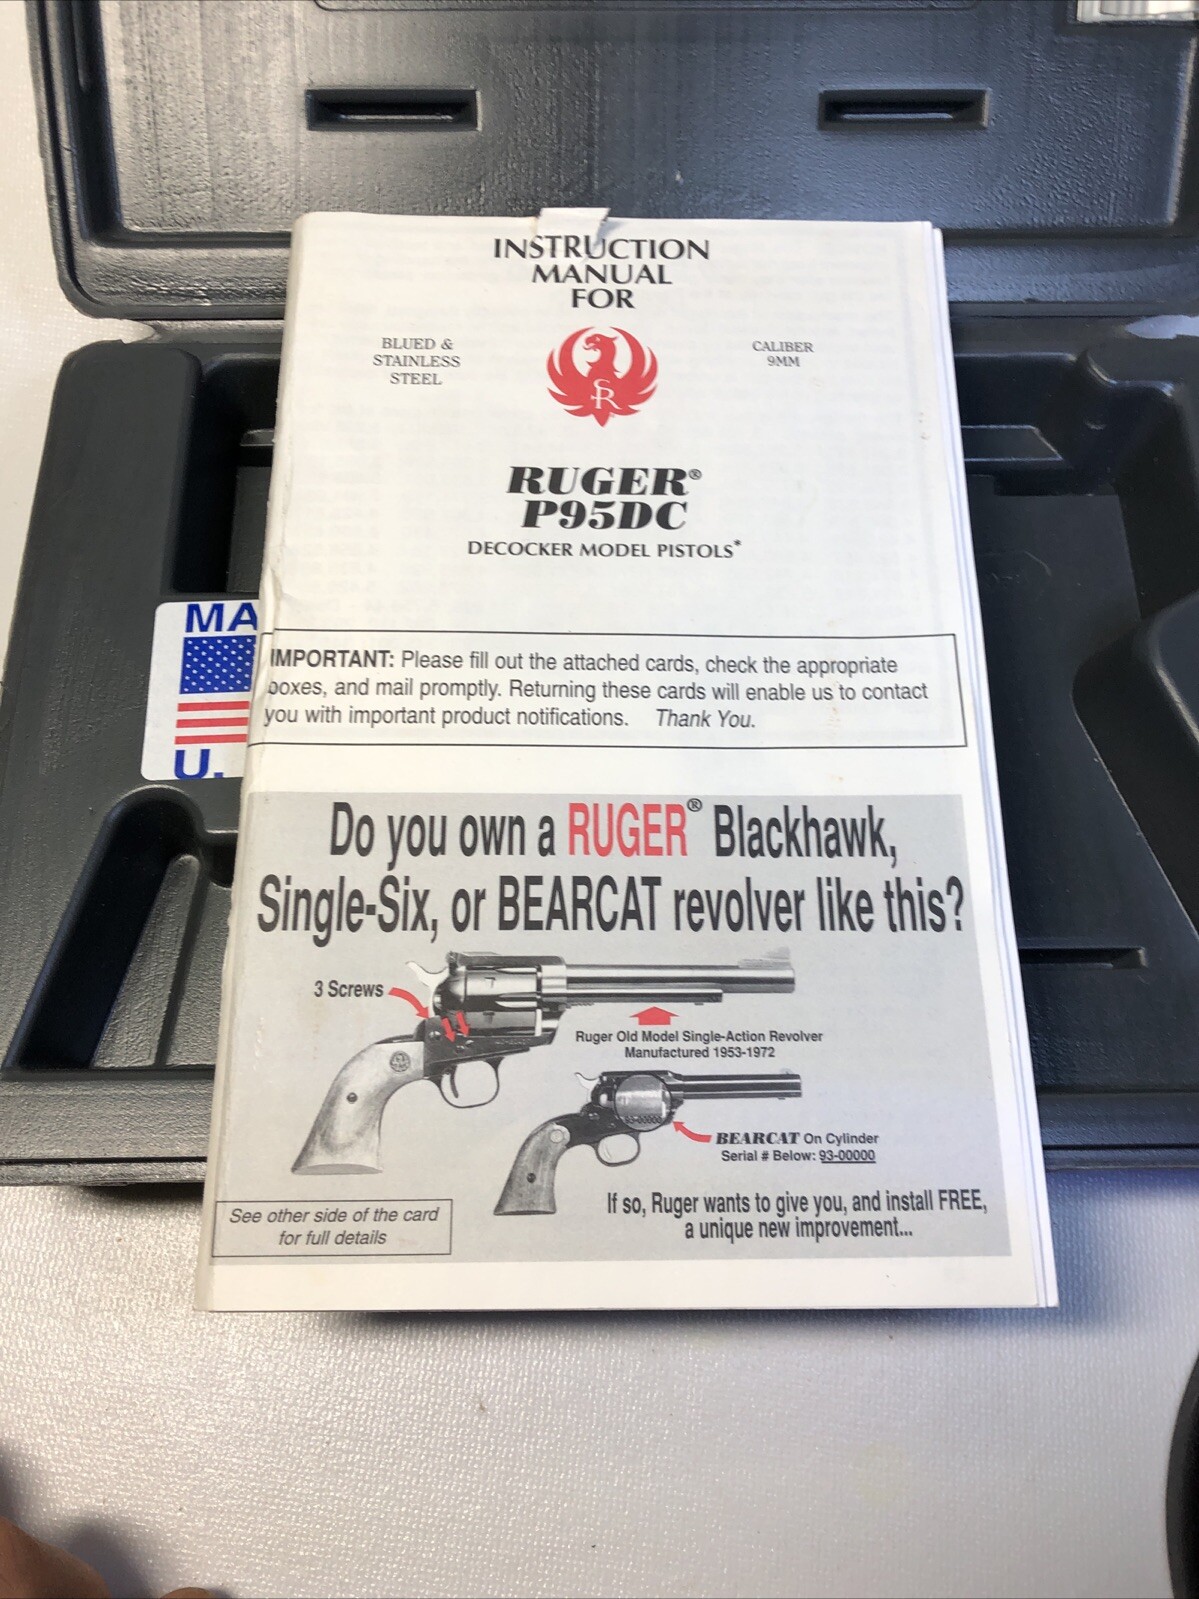 INSTRUCTION
MANUAL
FOR
BLUED &
STAINLESS
STEEL
CALIBER
9MM
SR
RUGER®
P95DC
DECOCKER MODEL PISTOLS*
MA
U.
IMPORTANT: Please fill out the attached cards, check the appropriate
boxes, and mail promptly. Returning these cards will enable us to contact
you with important product notifications. Thank You.
Do you own a RUGER® Blackhawk,
Single-Six, or BEARCAT revolver like this?
3 Screws
Ruger Old Model Single-Action Revolver
Manufactured 1953-1972
BEARCAT On Cylinder
Serial # Below: 93-00000
If so, Ruger wants to give you, and install FREE,
a unique new improvement...
See other side of the card
for full details